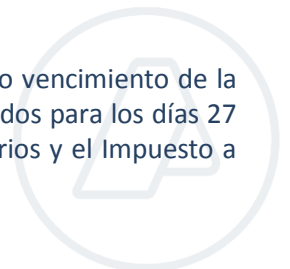 o vencimiento de la
dos para los días 27
rios y el Impuesto a